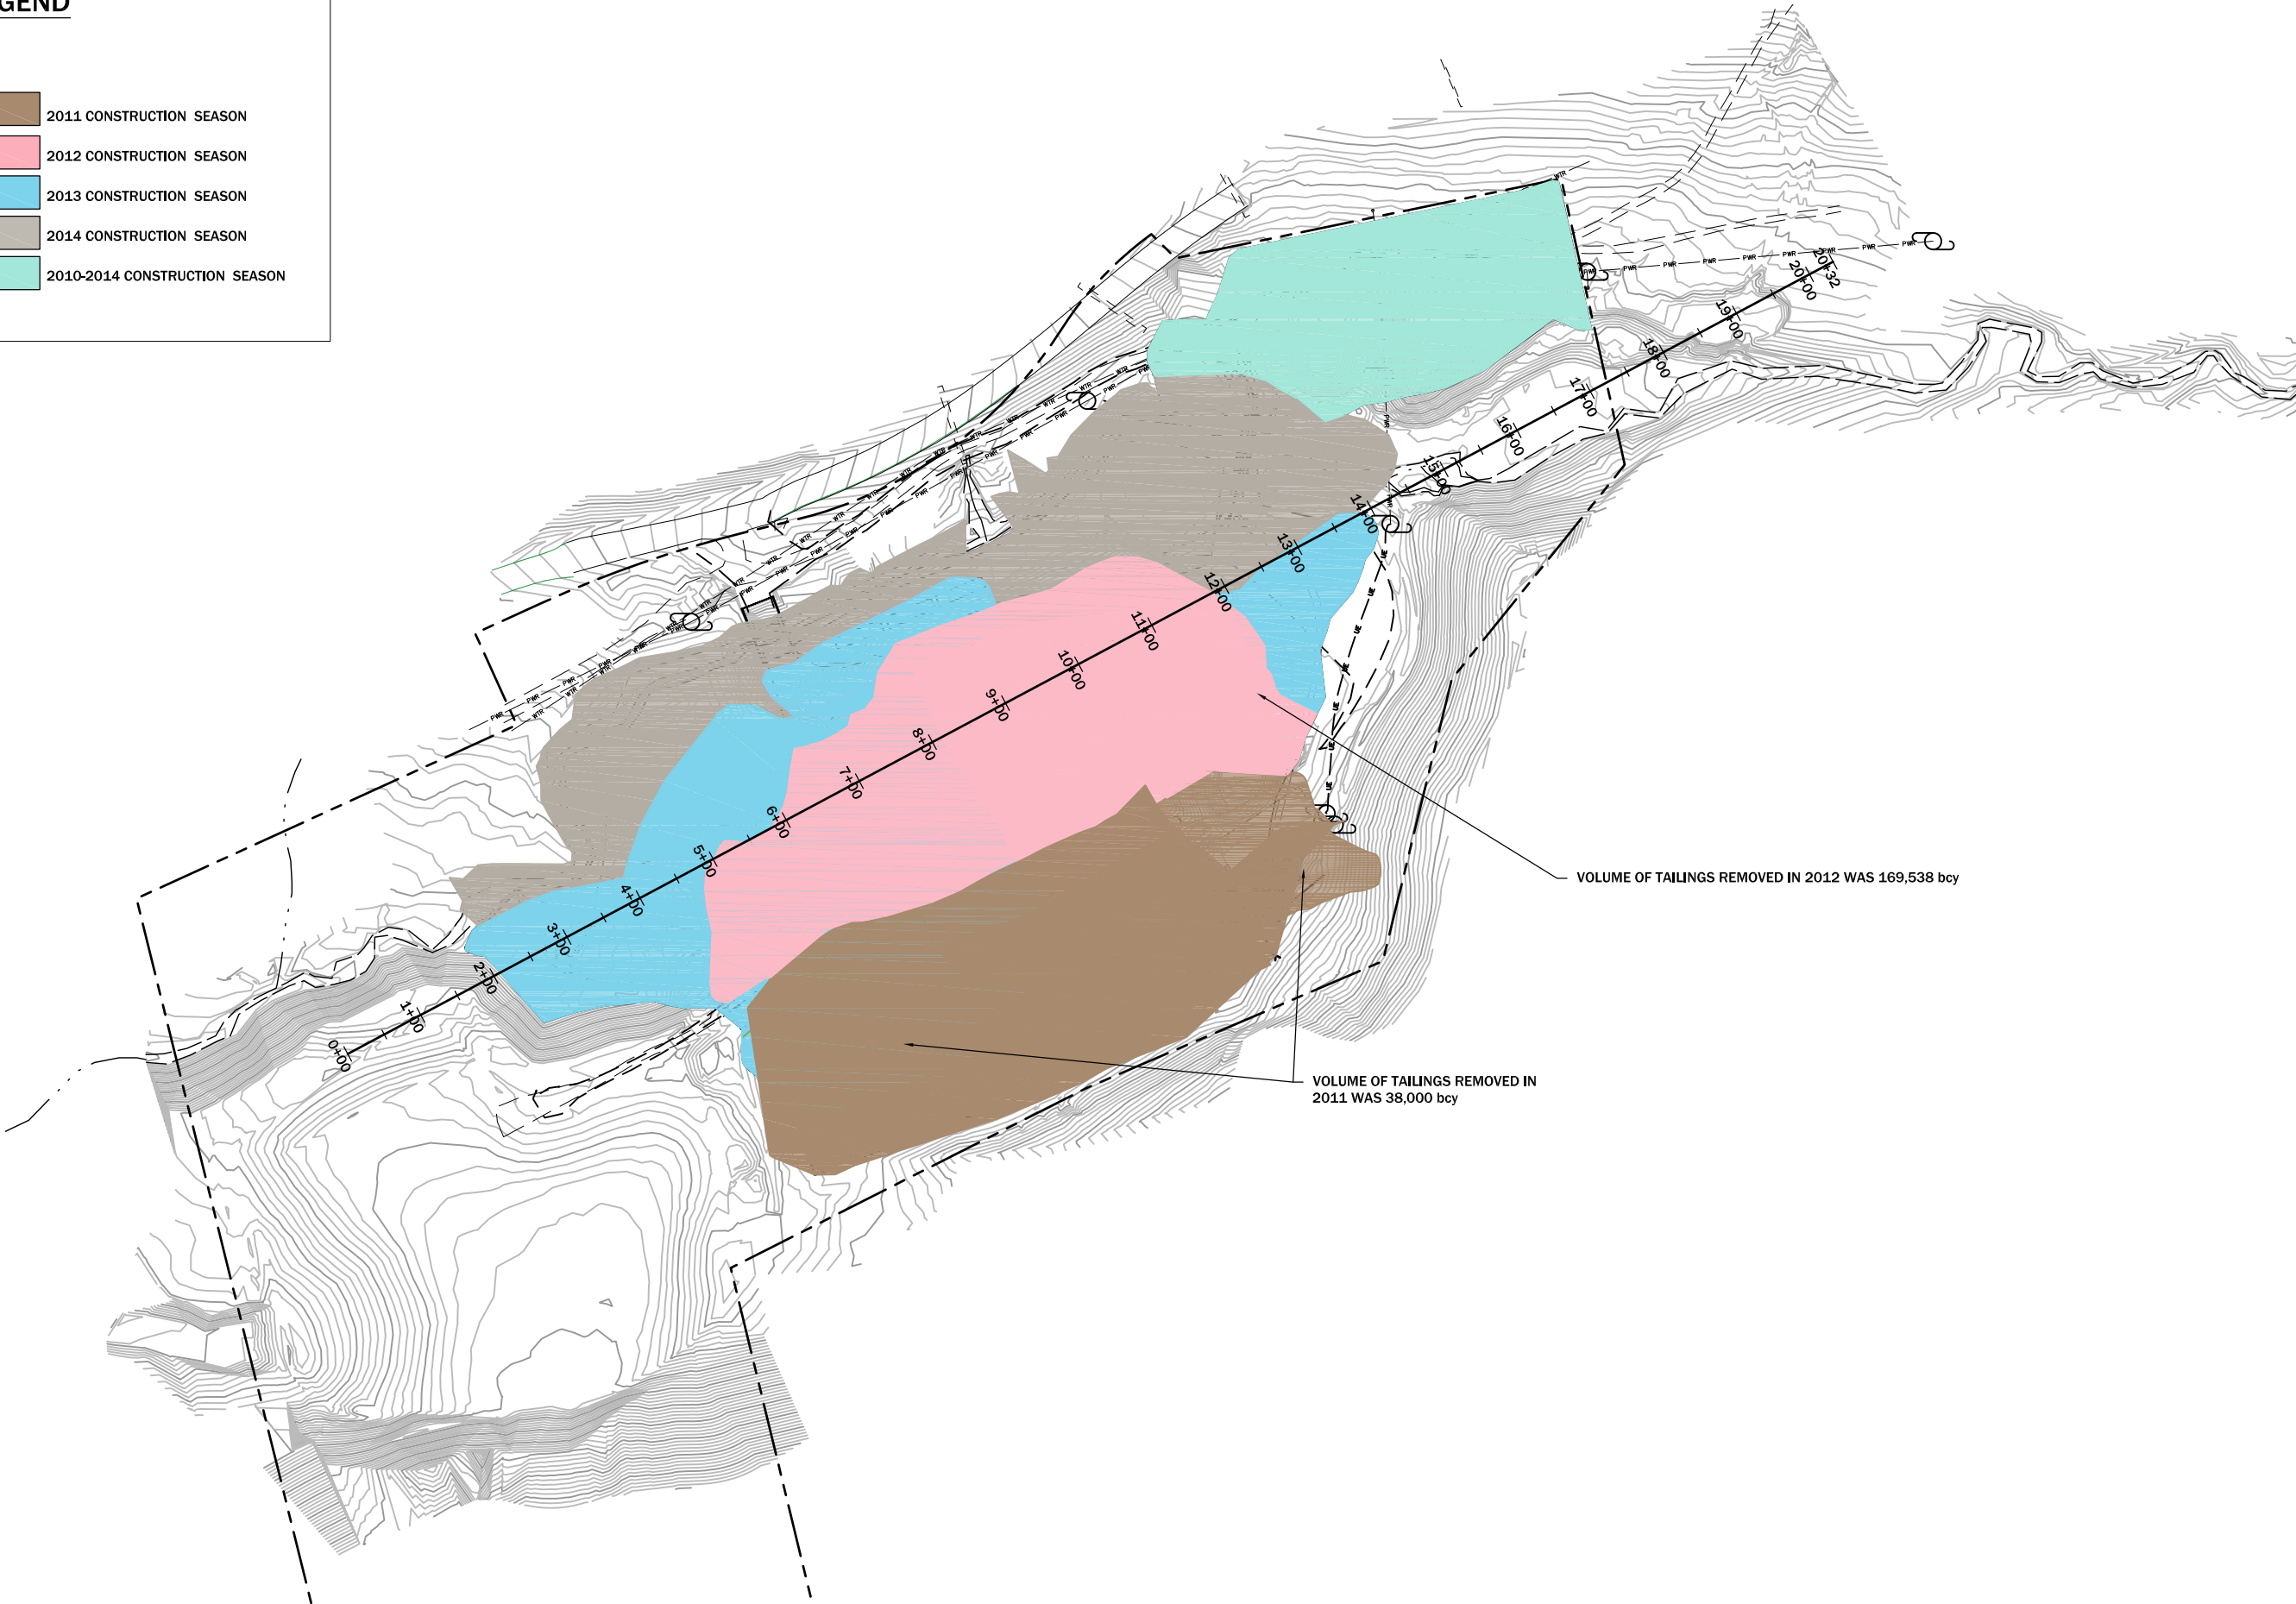 GEND
2011 CONSTRUCTION SEASON
2012 CONSTRUCTION SEASON
2013 CONSTRUCTION SEASON
2014 CONSTRUCTION SEASON
2010-2014 CONSTRUCTION SEASON
0+00
1+00
2+00
3+00
4+00
5+00
6+00
7+00
8+00
9+00
10+00
11+00
12+00
13+00
14+00
15+00
16+00
17+00
18+00
19+00
20+00
20+32
WTR
PWR
UE
VOLUME OF TAILINGS REMOVED IN 2012 WAS 169,538 bcy
VOLUME OF TAILINGS REMOVED IN
2011 WAS 38,000 bcy